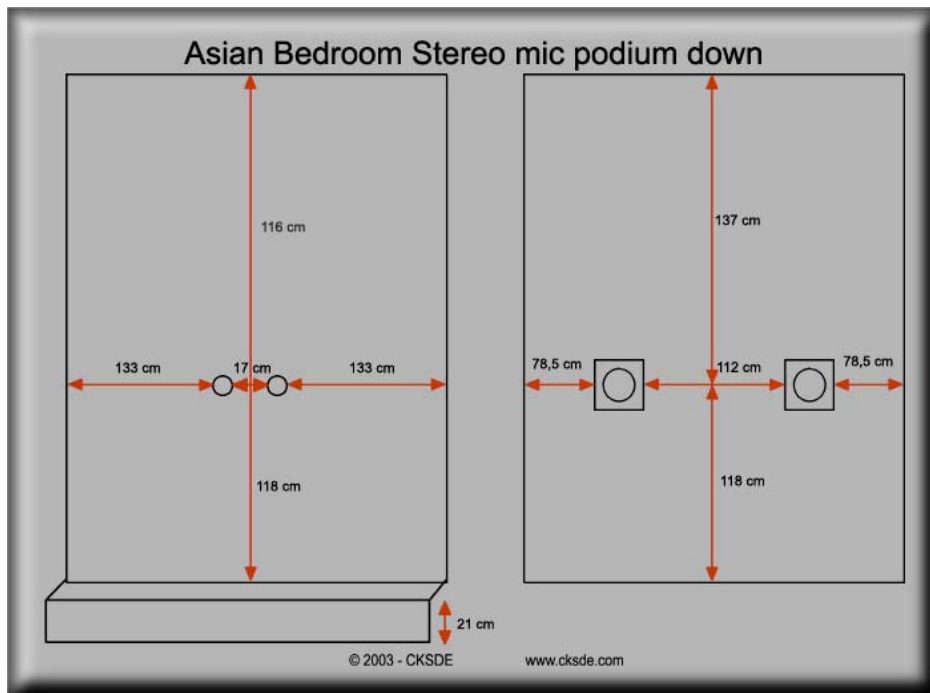 Asian Bedroom Stereo mic podium down
116 cm
137 cm
133 cm
17 cm
133 cm
78,5 cm
112 cm
78,5 cm
118 cm
118 cm
21 cm
© 2003 - CKSDE
www.cksde.com